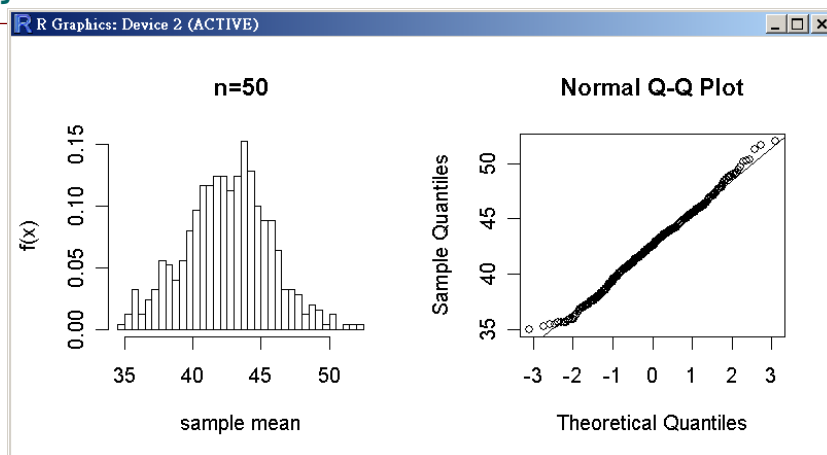 R Graphics: Device 2 (ACTIVE)
n=50
f(x)
0.00 0.05 0.10 0.15
35 40 45 50
sample mean
Normal Q-Q Plot
Sample Quantiles
35 40 45 50
-3 -2 -1 0 1 2 3
Theoretical Quantiles